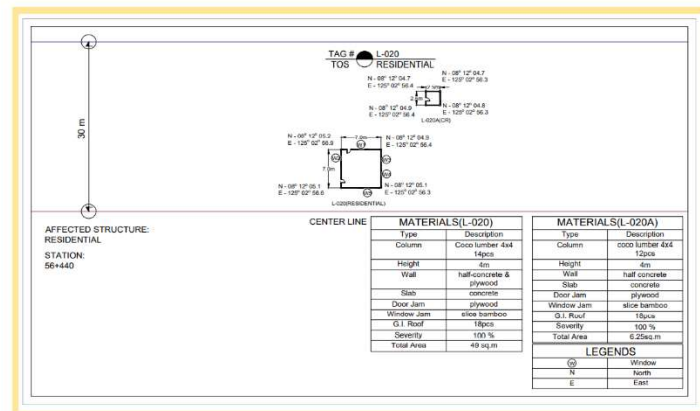 TAG # L-020
TOS RESIDENTIAL
N - 08° 12" 04.7
E - 125° 02" 56.4
N - 08° 12" 04.7
E - 125° 02" 56.3
N - 08° 12" 04.9
E - 125° 02" 56.4
N - 08° 12" 04.8
E - 125° 02" 56.3
L-020A(CR)
30 m
N - 08° 12" 05.2
E - 125° 02" 56.8
7.0m
N - 08° 12" 04.9
E - 125° 02" 56.4
7.0m
N - 08° 12" 05.1
E - 125° 02" 56.6
N - 08° 12" 05.1
E - 125° 02" 56.3
L-020(RESIDENTIAL)
AFFECTED STRUCTURE:
RESIDENTIAL
STATION:
56+440
CENTER LINE
MATERIALS(L-020)
Type Description
Column Coco lumber 4x4
14pcs
Height 4m
Wall half-concrete &
plywood
Slab concrete
Door Jam plywood
Window Jam slice bamboo
G.I. Roof 18pcs
Severity 100 %
Total Area 49 sq.m
MATERIALS(L-020A)
Type Description
Column coco lumber 4x4
12pcs
Height 4m
Wall half concrete
Slab concrete
Door Jam plywood
Window Jam slice bamboo
G.I. Roof 18pcs
Severity 100 %
Total Area 6.25sq.m
LEGENDS
W Window
N North
E East